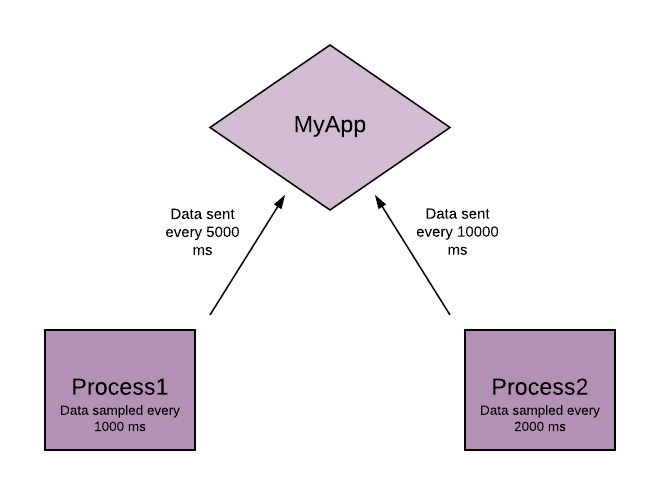 MyApp
Data sent
every 5000
ms
Data sent
every 10000
ms
Process1
Data sampled every
1000 ms
Process2
Data sampled every
2000 ms